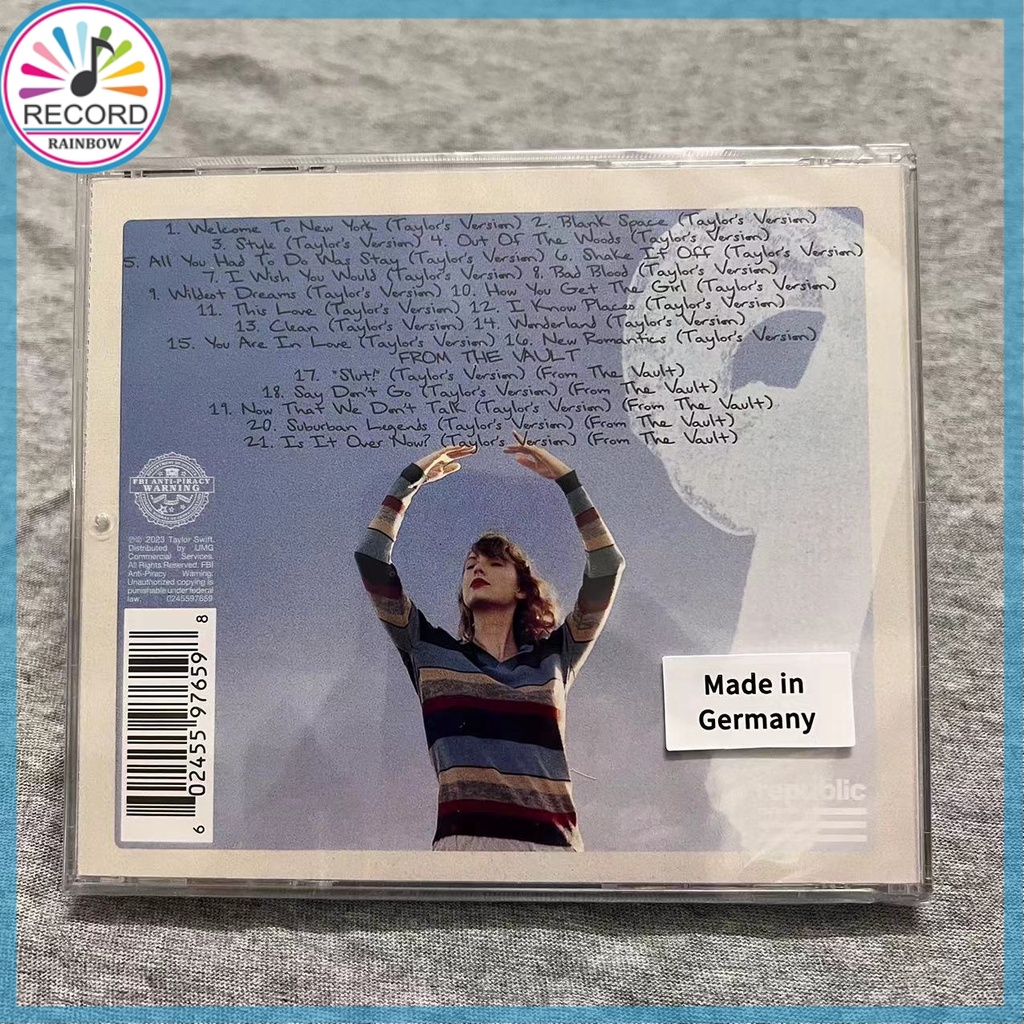 RECORD
RAINBOW
1. Welcome To New York (Taylor's Version) 2. Blank Space (Taylor's Version)
3. Style (Taylor's Version) 4. Out Of The Woods (Taylor's Version)
5. All You Had To Do Was Stay (Taylor's Version) 6. Shake It Off (Taylor's Version)
7. I Wish You Would (Taylor's Version) 8. Bad Blood (Taylor's Version)
9. Wildest Dreams (Taylor's Version) 10. How You Get The Girl (Taylor's Version)
11. This Love (Taylor's Version) 12. I Know Places (Taylor's Version)
13. Clean (Taylor's Version) 14. Wonderland (Taylor's Version)
15. You Are In Love (Taylor's Version) 16. New Romantics (Taylor's Version)
FROM THE VAULT
17. "Slut!" (Taylor's Version) (From The Vault)
18. Say Don't Go (Taylor's Version) (From The Vault)
19. Now That We Don't Talk (Taylor's Version) (From The Vault)
20. Suburban Legends (Taylor's Version) (From The Vault)
21. Is It Over Now? (Taylor's Version) (From The Vault)
FBI ANTI-PIRACY
WARNING
℗© 2023 Taylor Swift.
Distributed by UMG
Commercial Services.
All Rights Reserved. FBI
Anti-Piracy Warning:
Unauthorized copying is
punishable under federal
law. 0245597659
6 02455 97659 8
Made in
Germany
republic